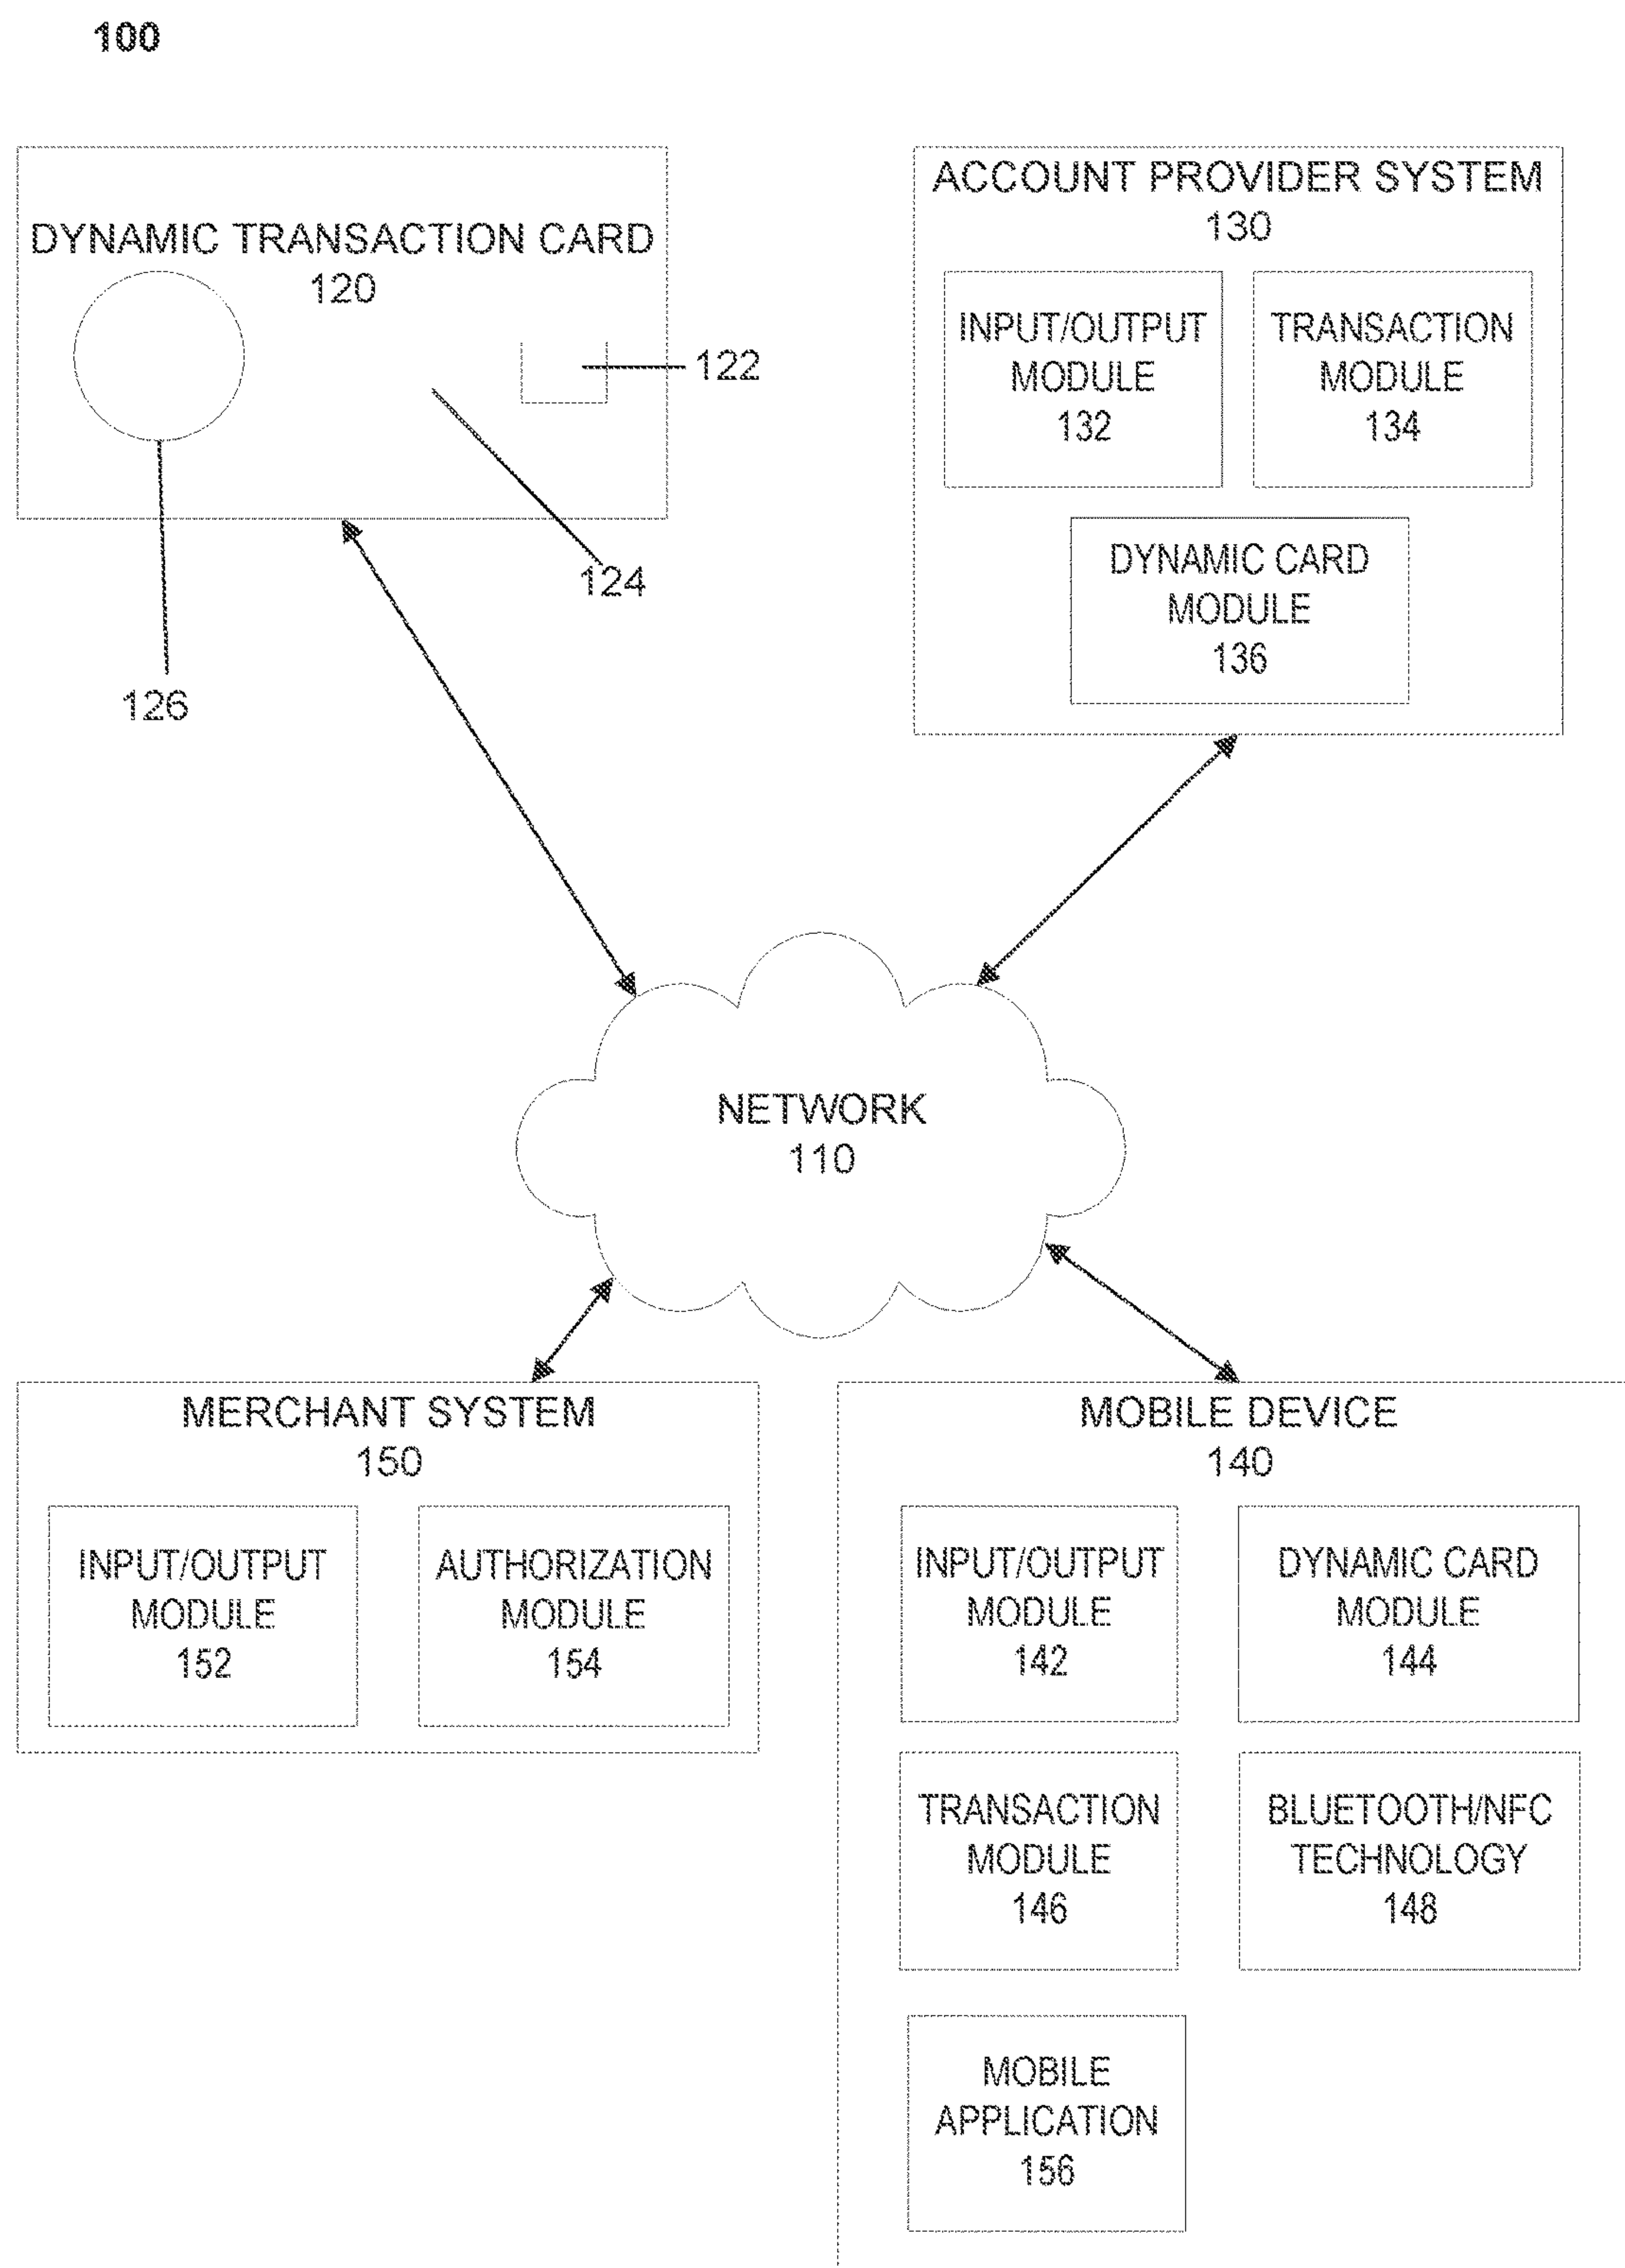 100
DYNAMIC TRANSACTION CARD
120
122
124
126
ACCOUNT PROVIDER SYSTEM
130
INPUT/OUTPUT
MODULE
132
TRANSACTION
MODULE
134
DYNAMIC CARD
MODULE
136
NETWORK
110
MERCHANT SYSTEM
150
INPUT/OUTPUT
MODULE
152
AUTHORIZATION
MODULE
154
MOBILE DEVICE
140
INPUT/OUTPUT
MODULE
142
DYNAMIC CARD
MODULE
144
TRANSACTION
MODULE
146
BLUETOOTH/NFC
TECHNOLOGY
148
MOBILE
APPLICATION
156